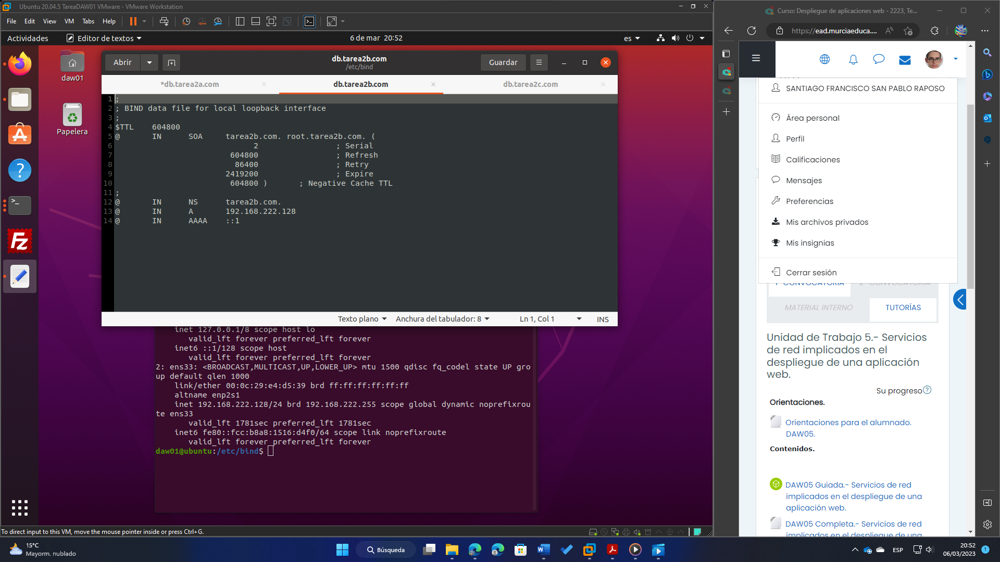 Ubuntu 20.04.5 TareaDAW01 VMware - VMware Workstation
File Edit View VM Tabs Help
Actividades
Editor de textos
6 de mar 20:52
es
daw01
Papelera
Abrir
db.tarea2b.com
/etc/bind
Guardar
*db.tarea2a.com
db.tarea2b.com
db.tarea2c.com
1 ;
2 ; BIND data file for local loopback interface
3 ;
4 $TTL 604800
5 @ IN SOA tarea2b.com. root.tarea2b.com. (
6 2 ; Serial
7 604800 ; Refresh
8 86400 ; Retry
9 2419200 ; Expire
10 604800 ) ; Negative Cache TTL
11 ;
12 @ IN NS tarea2b.com.
13 @ IN A 192.168.222.128
14 @ IN AAAA ::1
Texto plano
Anchura del tabulador: 8
Ln 1, Col 1
INS
inet 127.0.0.1/8 scope host lo
valid_lft forever preferred_lft forever
inet6 ::1/128 scope host
valid_lft forever preferred_lft forever
2: ens33: <BROADCAST,MULTICAST,UP,LOWER_UP> mtu 1500 qdisc fq_codel state UP gro
up default qlen 1000
link/ether 00:0c:29:e4:d5:39 brd ff:ff:ff:ff:ff:ff
altname enp2s1
inet 192.168.222.128/24 brd 192.168.222.255 scope global dynamic noprefixrou
te ens33
valid_lft 1781sec preferred_lft 1781sec
inet6 fe80::fcc:b8a8:1516:d4f0/64 scope link noprefixroute
valid_lft forever preferred_lft forever
daw01@ubuntu:/etc/bind$
To direct input to this VM, move the mouse pointer inside or press Ctrl+G.
Curso: Despliegue de aplicaciones web - 2223, Te...
https://ead.murciaeduca....
SANTIAGO FRANCISCO SAN PABLO RAPOSO
Área personal
Perfil
Calificaciones
Mensajes
Preferencias
Mis archivos privados
Mis insignias
Cerrar sesión
1ª CONVOCATORIA
2ª CONVOCATORIA
MATERIAL INTERNO
TUTORÍAS
Unidad de Trabajo 5.- Servicios
de red implicados en el
despliegue de una aplicación
web.
Su progreso
Orientaciones.
Orientaciones para el alumnado.
DAW05.
Contenidos.
DAW05 Guiada.- Servicios de red
implicados en el despliegue de una
aplicación web.
DAW05 Completa.- Servicios de red
implicados en el despliegue de una
15°C
Mayorm. nublado
Búsqueda
ESP
20:52
06/03/2023
1